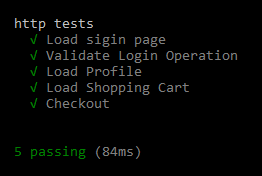 http tests
√ Load sigin page
√ Validate Login Operation
√ Load Profile
√ Load Shopping Cart
√ Checkout
5 passing (84ms)